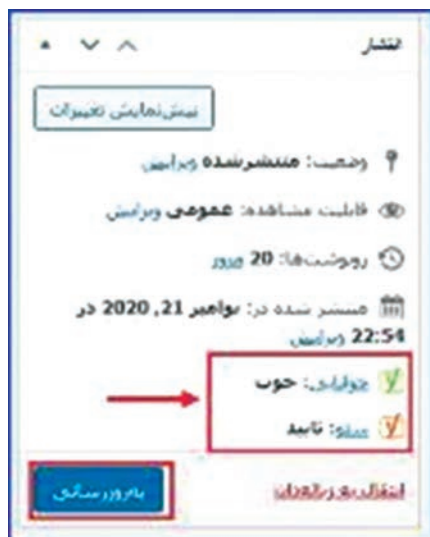 انتشار
پیش‌نمایش تغییرات
وضعیت: منتشرشده ویرایش
قابلیت مشاهده: عمومی ویرایش
رونوشت‌ها: 20 مرور
منتشر شده در: نوامبر 21, 2020 در
22:54 ویرایش
خوانایی: خوب
سئو: تایید
انتقال به زباله‌دان
به‌روزرسانی